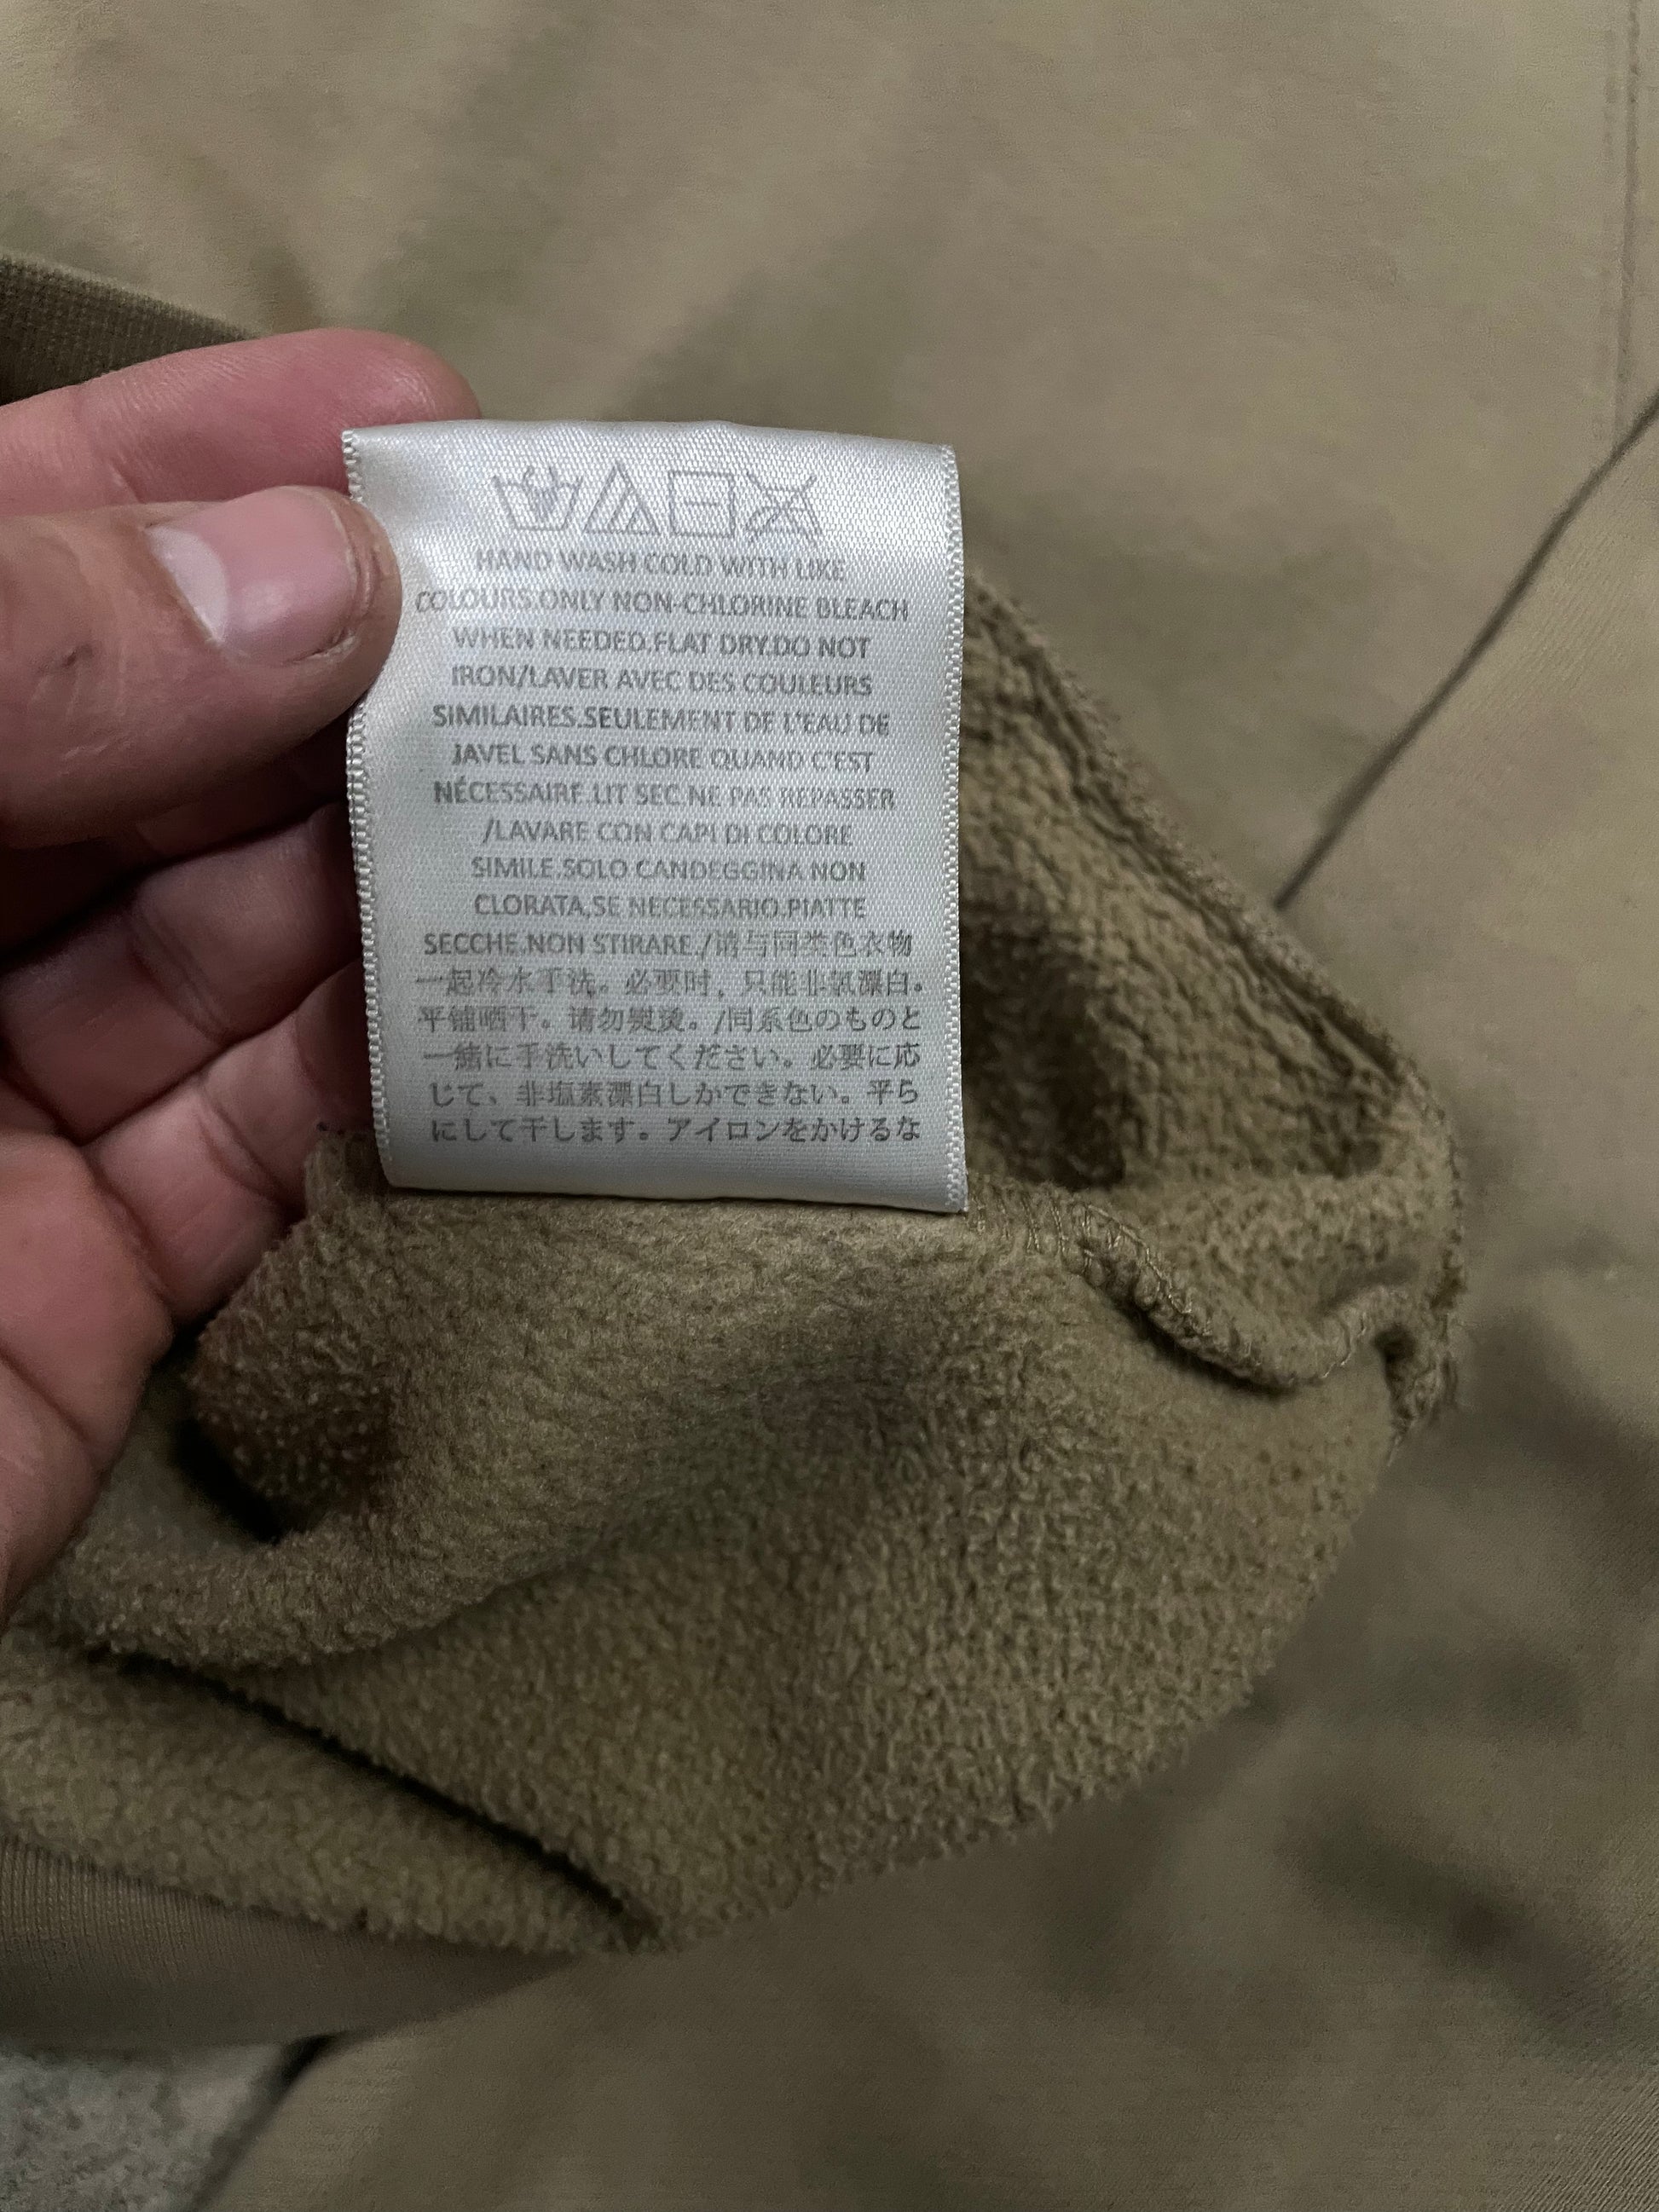 HAND WASH COLD WITH LIKE
COLOURS.ONLY NON-CHLORINE BLEACH
WHEN NEEDED.FLAT DRY.DO NOT
IRON/LAVER AVEC DES COULEURS
SIMILAIRES.SEULEMENT DE L'EAU DE
JAVEL SANS CHLORE QUAND C'EST
NÉCESSAIRE.LIT SEC.NE PAS REPASSER
/LAVARE CON CAPI DI COLORE
SIMILE.SOLO CANDEGGINA NON
CLORATA,SE NECESSARIO.PIATTE
SECCHE.NON STIRARE./请与同类色衣物
一起冷水手洗。必要时，只能非氯漂白。
平铺晒干。请勿熨烫。/同系色のものと
一緒に手洗いしてください。必要に応
じて、非塩素漂白しかできない。平ら
にして干します。アイロンをかけるな